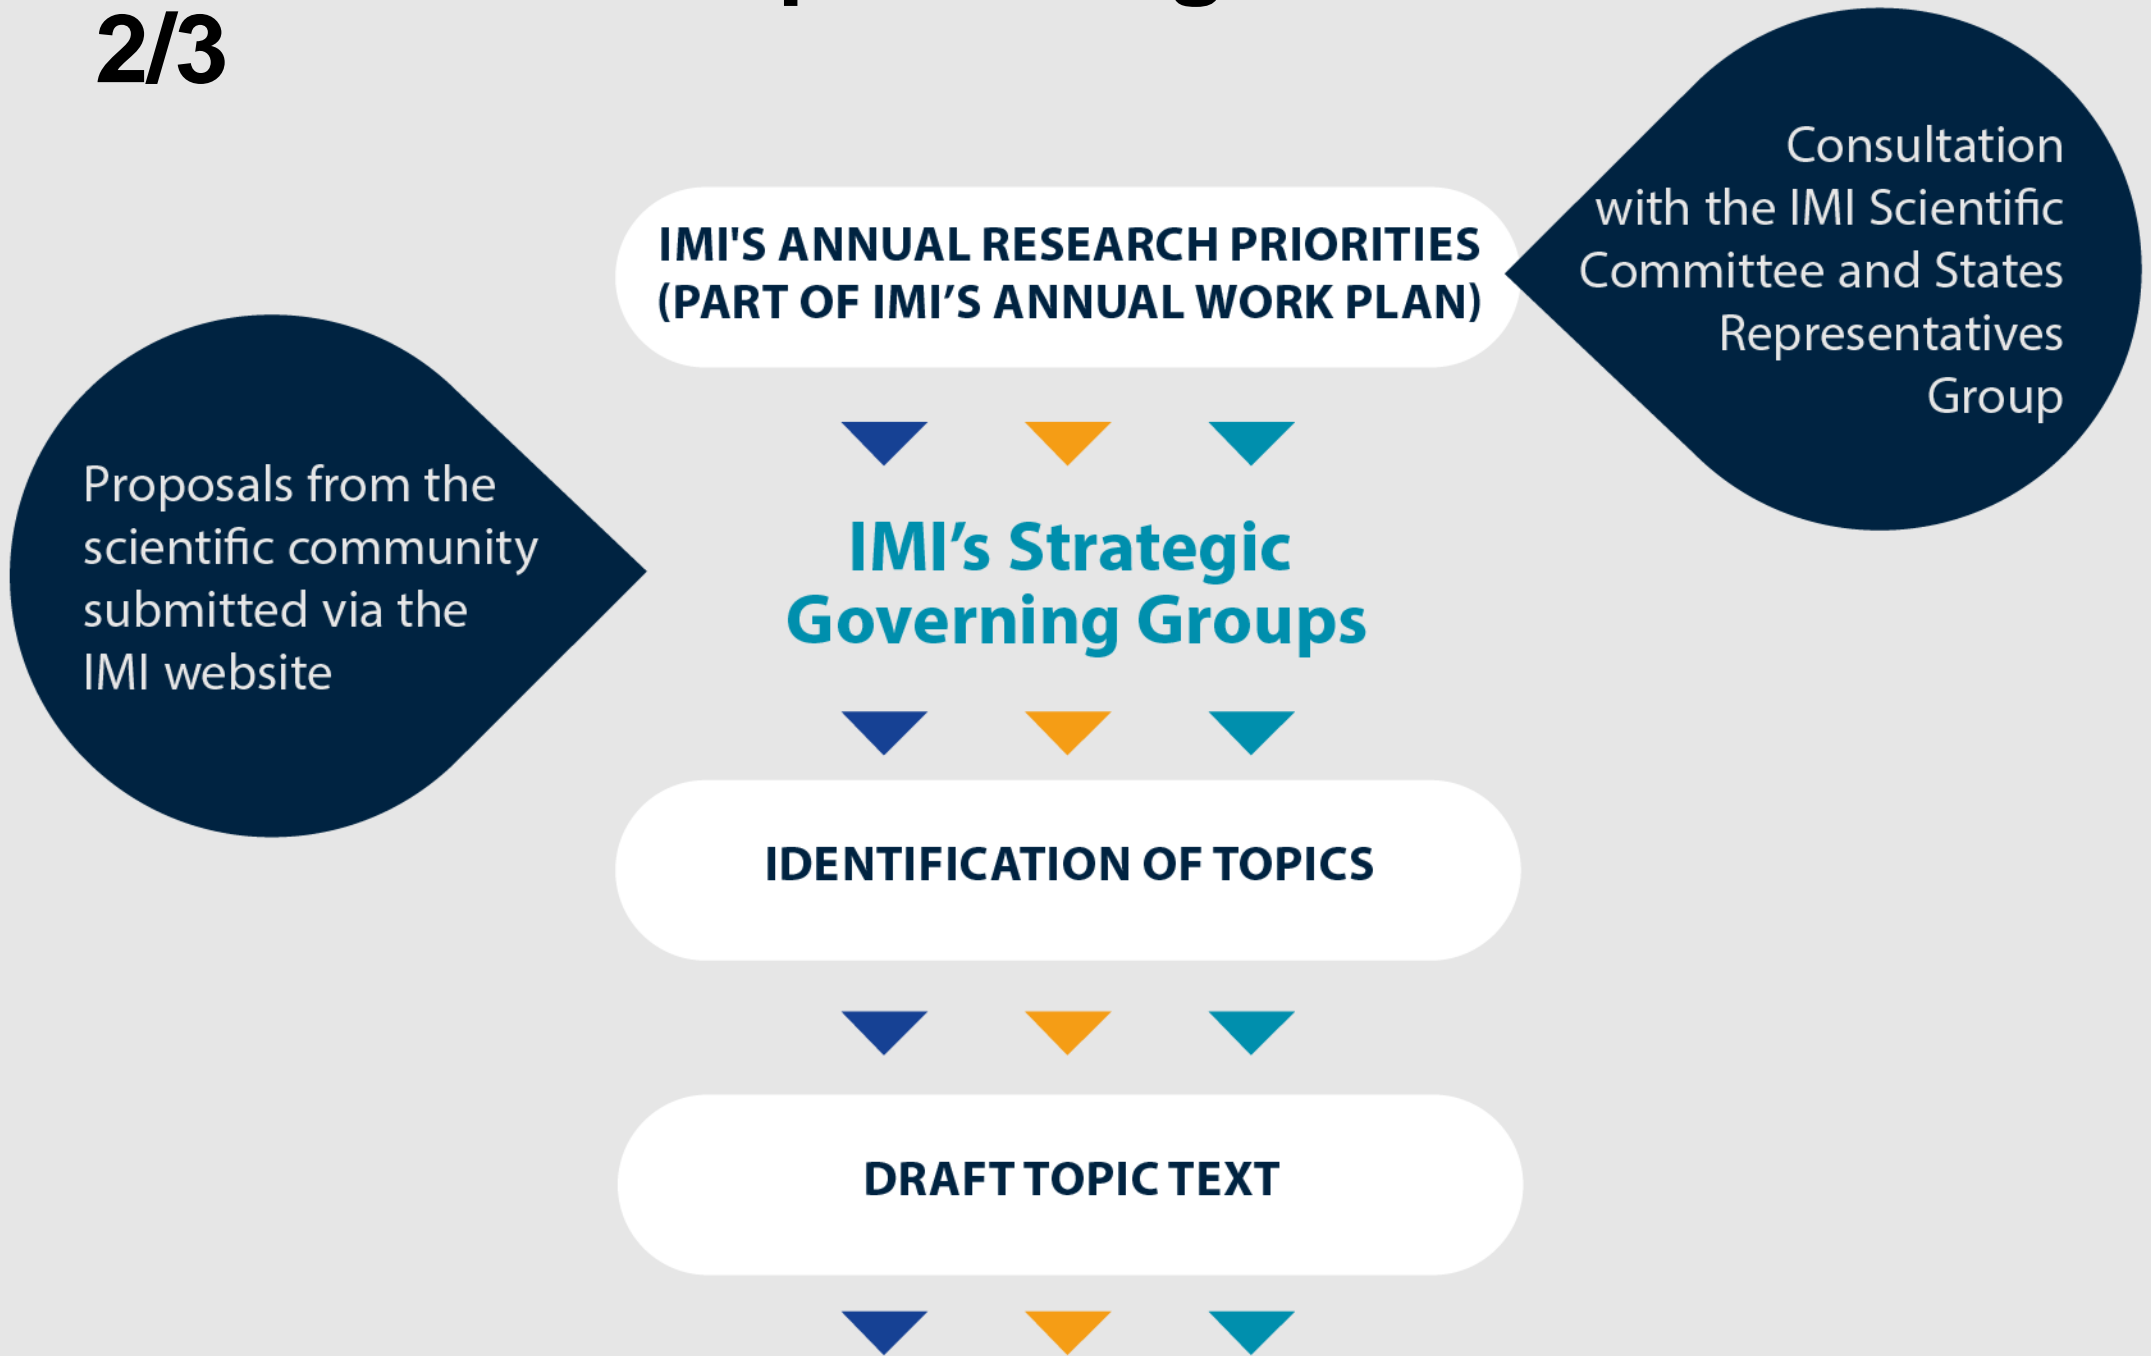 2/3
Consultation
with the IMI Scientific
Committee and States
Representatives
Group
IMI'S ANNUAL RESEARCH PRIORITIES
(PART OF IMI’S ANNUAL WORK PLAN)
Proposals from the
scientific community
submitted via the
IMI website
IMI’s Strategic
Governing Groups
IDENTIFICATION OF TOPICS
DRAFT TOPIC TEXT